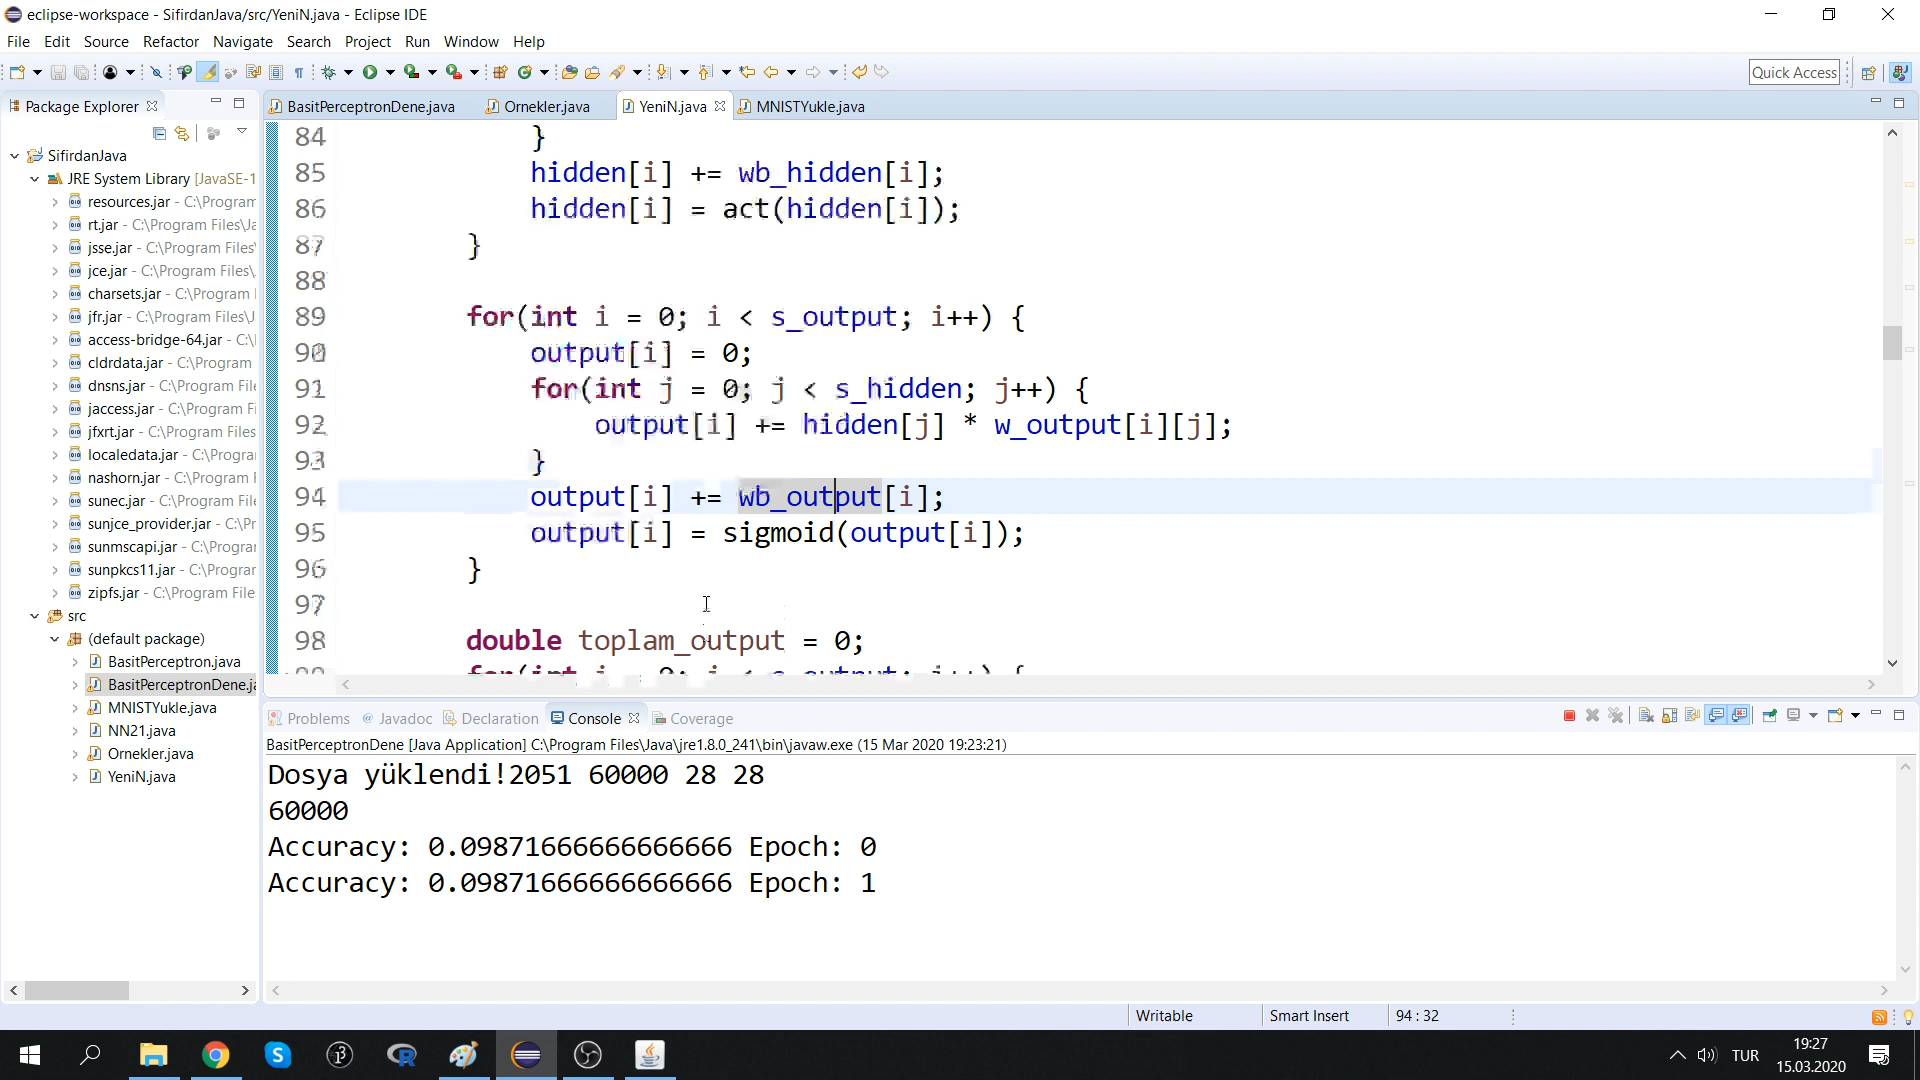 eclipse-workspace - SifirdanJava/src/YeniN.java - Eclipse IDE
File Edit Source Refactor Navigate Search Project Run Window Help
Quick Access
Package Explorer
SifirdanJava
JRE System Library [JavaSE-1
resources.jar - C:\Program
rt.jar - C:\Program Files\Ja
jsse.jar - C:\Program Files\
jce.jar - C:\Program Files\
charsets.jar - C:\Program
jfr.jar - C:\Program Files\J
access-bridge-64.jar - C:\
cldrdata.jar - C:\Program
dnsns.jar - C:\Program File
jaccess.jar - C:\Program Fi
jfxrt.jar - C:\Program Files
localedata.jar - C:\Progra
nashorn.jar - C:\Program F
sunec.jar - C:\Program Fil
sunjce_provider.jar - C:\Pr
sunmscapi.jar - C:\Progra
sunpkcs11.jar - C:\Prograr
zipfs.jar - C:\Program File
src
(default package)
BasitPerceptron.java
BasitPerceptronDene.ja
MNISTYukle.java
NN21.java
Ornekler.java
YeniN.java
BasitPerceptronDene.java Ornekler.java YeniN.java MNISTYukle.java
84 }
85 hidden[i] += wb_hidden[i];
86 hidden[i] = act(hidden[i]);
87 }
88
89 for(int i = 0; i < s_output; i++) {
90 output[i] = 0;
91 for(int j = 0; j < s_hidden; j++) {
92 output[i] += hidden[j] * w_output[i][j];
93 }
94 output[i] += wb_output[i];
95 output[i] = sigmoid(output[i]);
96 }
97
98 double toplam_output = 0;
Problems Javadoc Declaration Console Coverage
BasitPerceptronDene [Java Application] C:\Program Files\Java\jre1.8.0_241\bin\javaw.exe (15 Mar 2020 19:23:21)
Dosya yüklendi!2051 60000 28 28
60000
Accuracy: 0.09871666666666666 Epoch: 0
Accuracy: 0.09871666666666666 Epoch: 1
Writable Smart Insert 94 : 32
TUR
19:27
15.03.2020